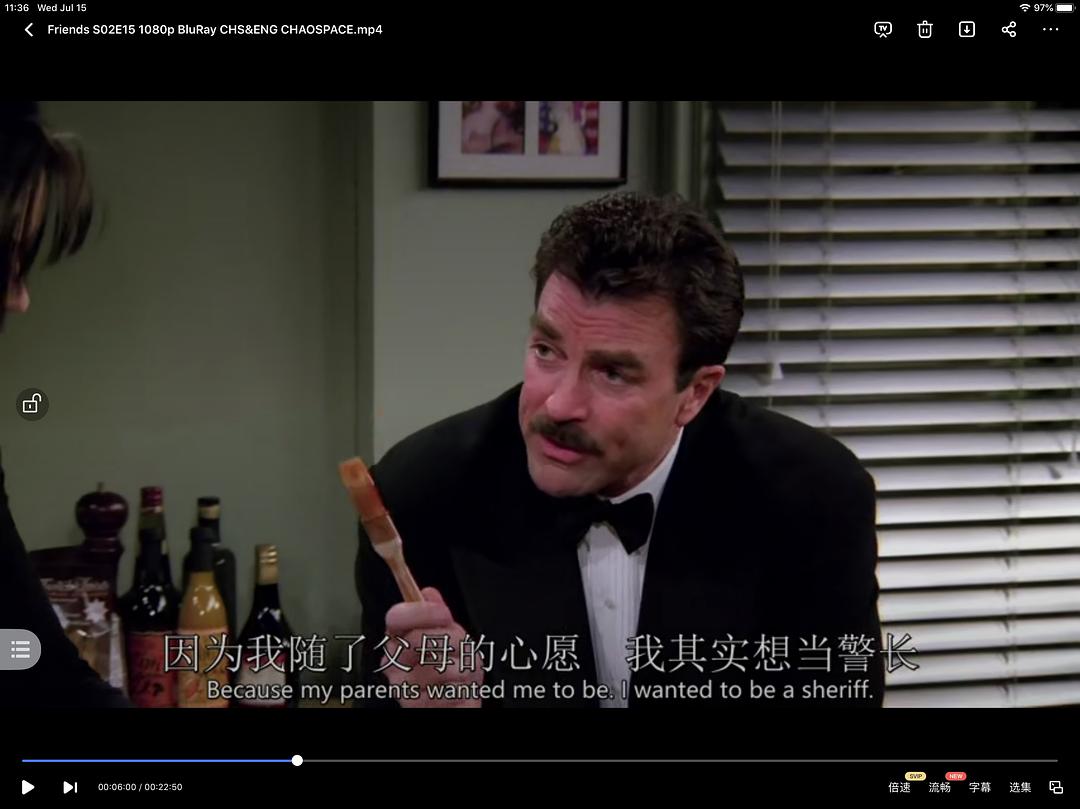 11:36 Wed Jul 15
97%
Friends S02E15 1080p BluRay CHS&ENG CHAOSPACE.mp4
TV
因为我随了父母的心愿 我其实想当警长
Because my parents wanted me to be. I wanted to be a sheriff.
00:06:00 / 00:22:50
SVIP
NEW
倍速 流畅 字幕 选集